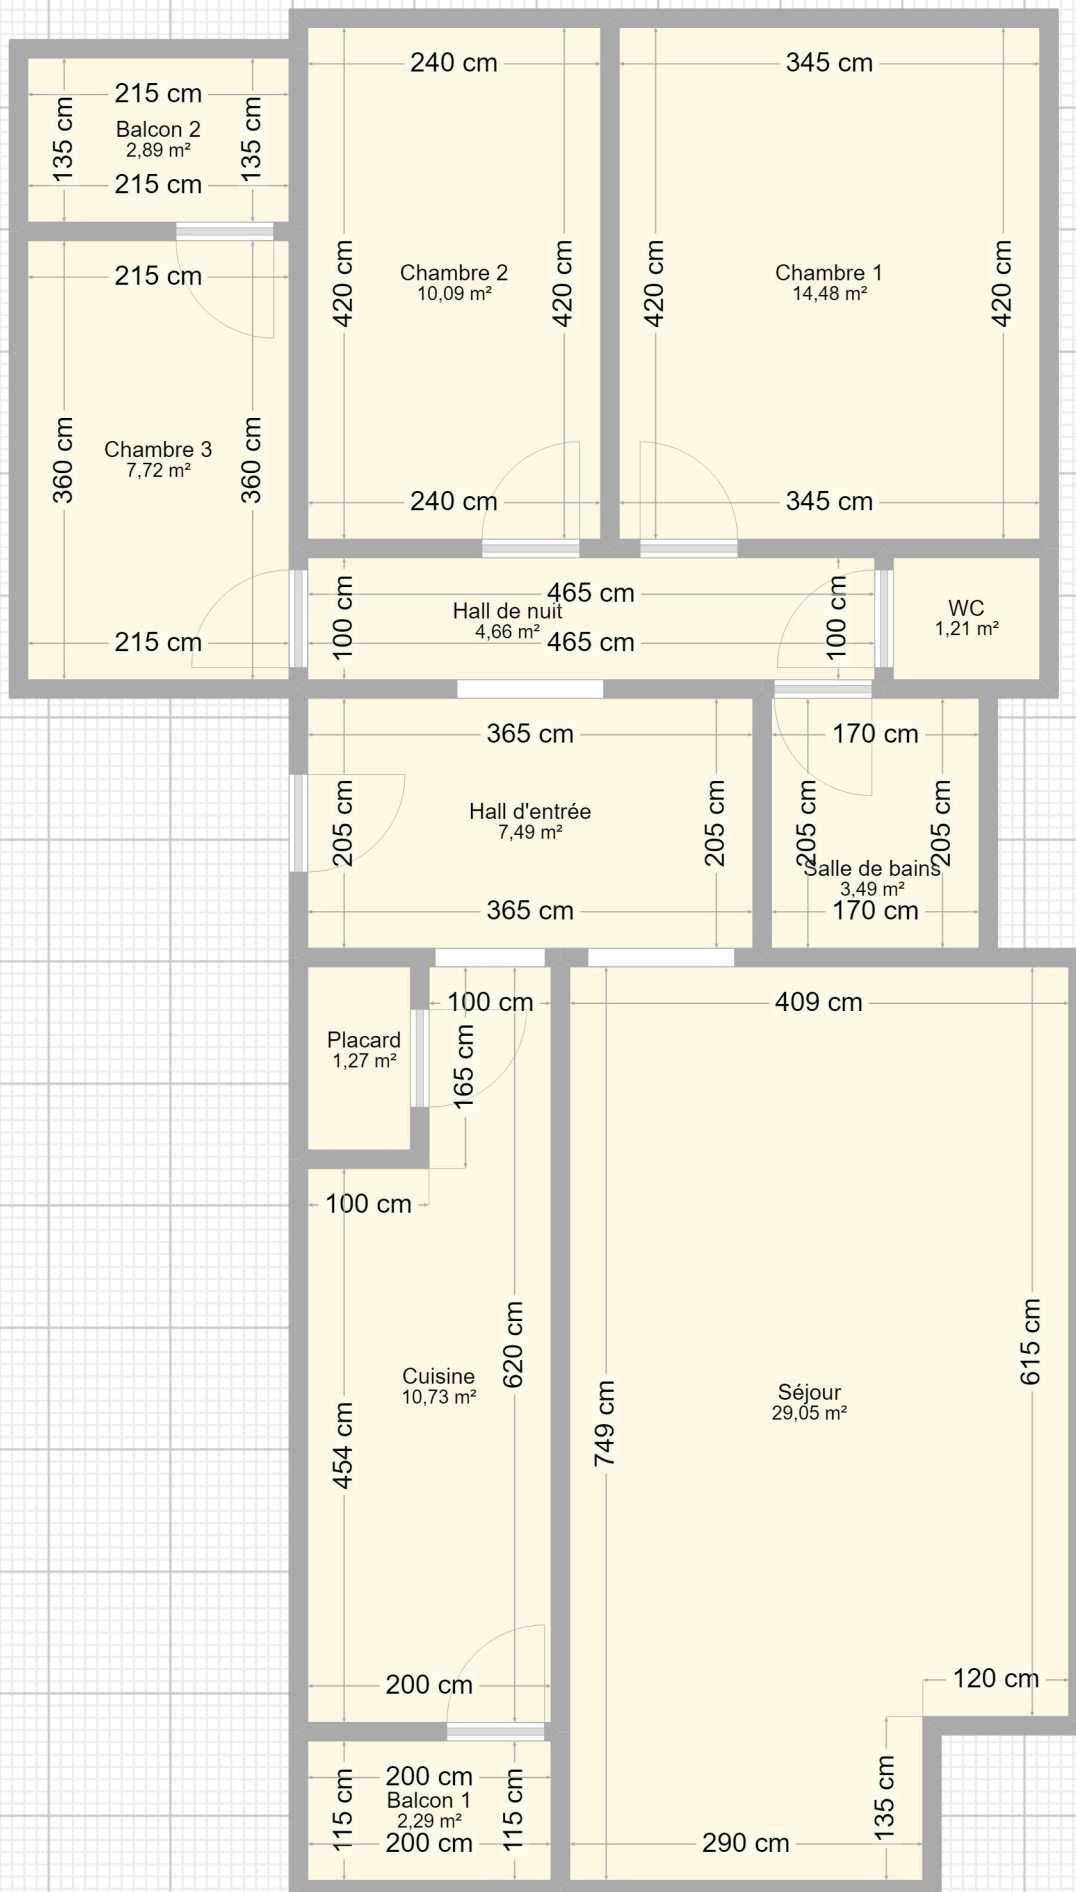 240 cm
345 cm
215 cm
135 cm
135 cm
Balcon 2
2,89 m²
215 cm
215 cm
420 cm
Chambre 2
10,09 m²
420 cm
420 cm
Chambre 1
14,48 m²
420 cm
360 cm
Chambre 3
7,72 m²
360 cm
240 cm
345 cm
465 cm
100 cm
Hall de nuit
4,66 m²
465 cm
100 cm
WC
1,21 m²
215 cm
365 cm
170 cm
205 cm
Hall d'entrée
7,49 m²
205 cm
205 cm
205 cm
Salle de bains
3,49 m²
365 cm
170 cm
100 cm
409 cm
Placard
1,27 m²
165 cm
100 cm
620 cm
615 cm
Cuisine
10,73 m²
Séjour
29,05 m²
454 cm
749 cm
200 cm
120 cm
200 cm
Balcon 1
2,29 m²
115 cm
115 cm
200 cm
135 cm
290 cm